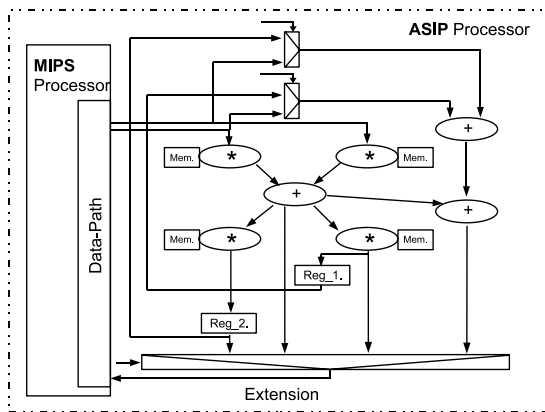 ASIP Processor
MIPS
Processor
Data-Path
+
Mem.
*
*
Mem.
+
+
Mem.
*
*
Mem.
Reg_1.
Reg_2.
Extension